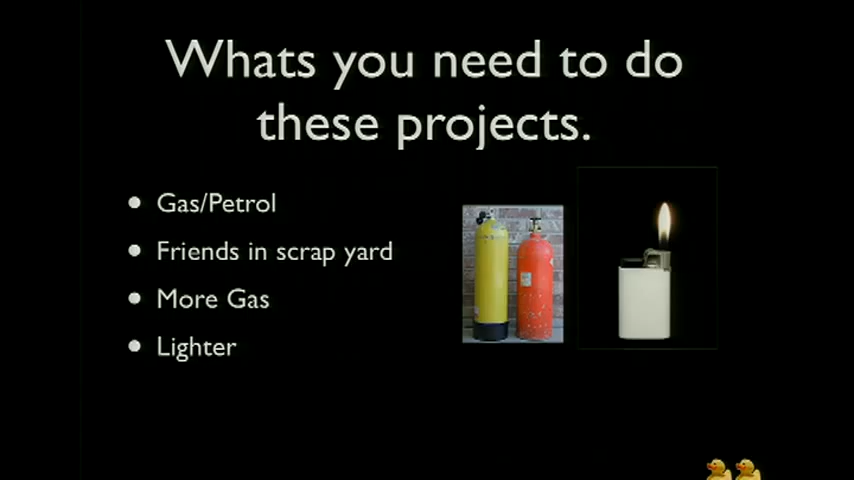 Whats you need to do
these projects.
Gas/Petrol
Friends in scrap yard
More Gas
Lighter